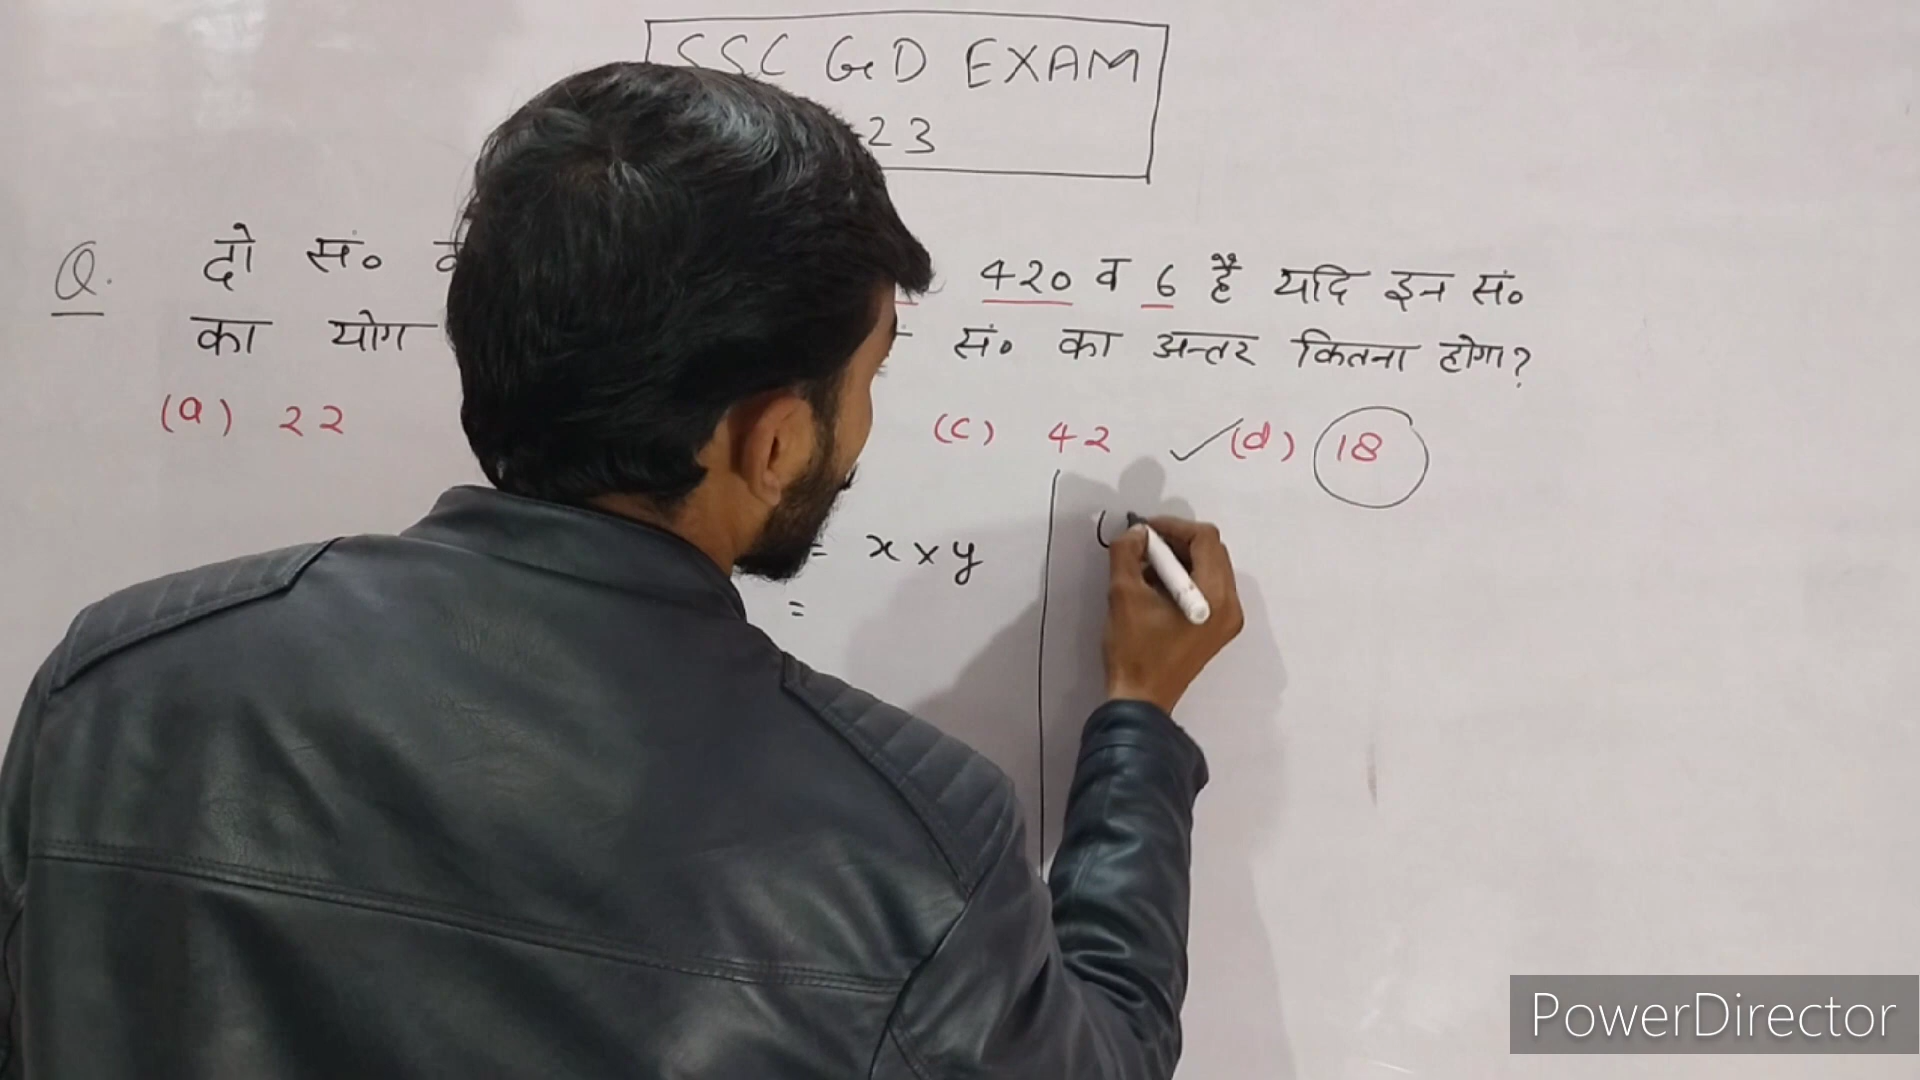 SSC GD EXAM
23
Q. दो सं० 420 व 6 है यदि इन सं०
का योग सं० का अन्तर कितना होगा?
(a) 22 (c) 42 ✓(d) 18
= x × y
=
PowerDirector